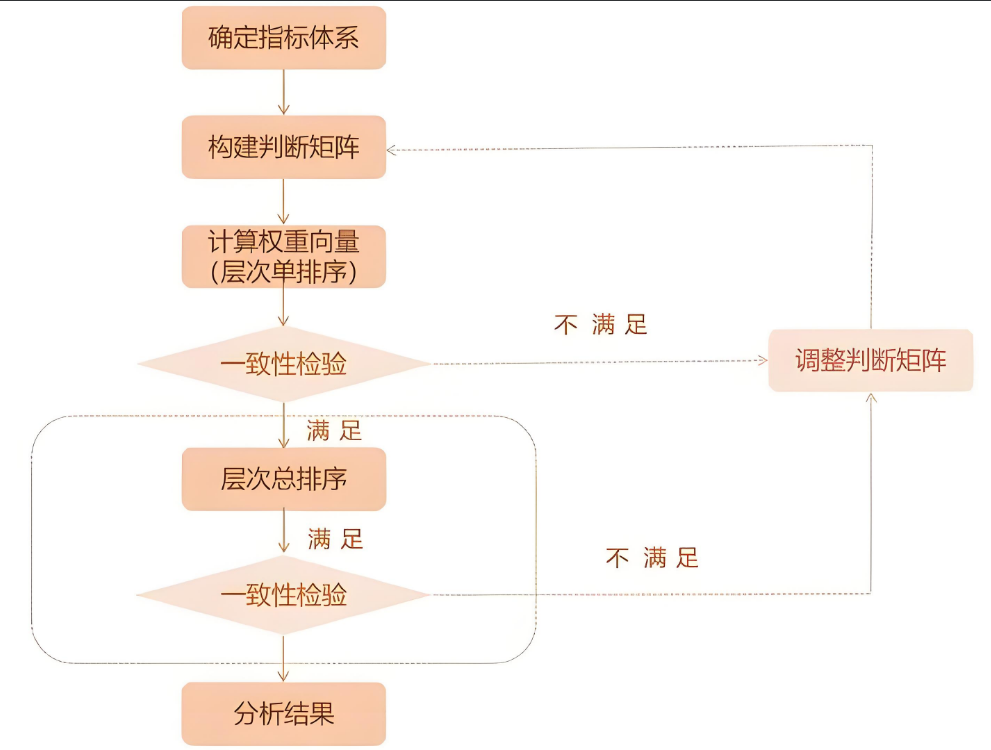 确定指标体系
构建判断矩阵
计算权重向量
（层次单排序）
不 满 足
一致性检验
调整判断矩阵
满 足
层次总排序
满 足
不 满 足
一致性检验
分析结果